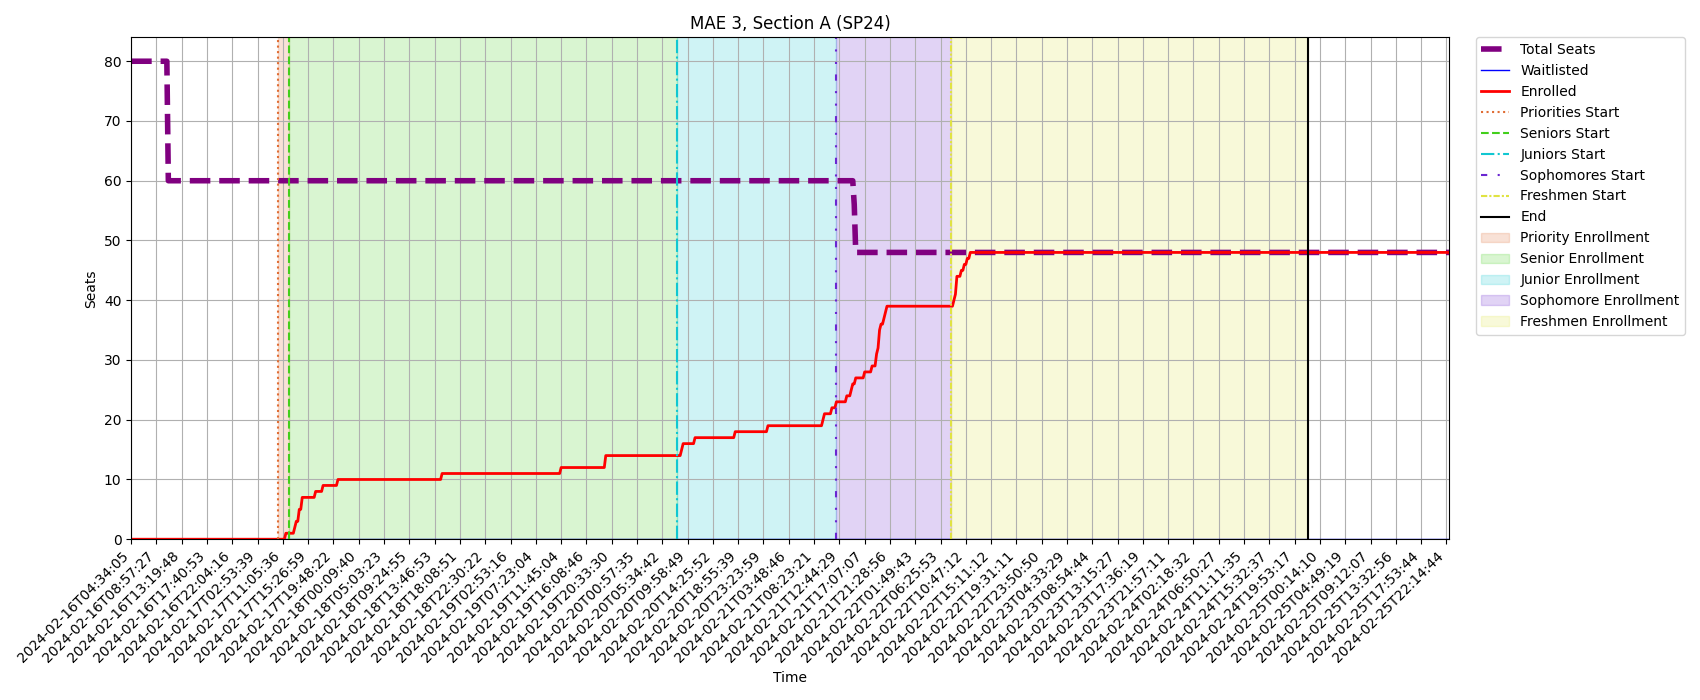 MAE 3, Section A (SP24)
Seats
80
70
60
50
40
30
20
10
0
2024-02-16T04:34:05
2024-02-16T08:57:27
2024-02-16T13:19:48
2024-02-16T17:40:53
2024-02-16T22:04:16
2024-02-17T02:53:39
2024-02-17T11:05:36
2024-02-17T15:26:59
2024-02-17T19:48:22
2024-02-18T00:09:40
2024-02-18T05:03:23
2024-02-18T09:24:55
2024-02-18T13:46:53
2024-02-18T18:08:51
2024-02-18T22:30:22
2024-02-19T02:53:16
2024-02-19T07:23:04
2024-02-19T11:45:04
2024-02-19T16:08:46
2024-02-19T20:33:30
2024-02-20T00:57:35
2024-02-20T05:34:42
2024-02-20T09:58:49
2024-02-20T14:25:52
2024-02-20T18:55:39
2024-02-20T23:23:59
2024-02-21T03:48:46
2024-02-21T08:23:21
2024-02-21T12:44:29
2024-02-21T17:07:07
2024-02-21T21:28:56
2024-02-22T01:49:43
2024-02-22T06:25:53
2024-02-22T10:47:12
2024-02-22T15:11:12
2024-02-22T19:31:11
2024-02-22T23:50:50
2024-02-23T04:33:29
2024-02-23T08:54:44
2024-02-23T13:15:27
2024-02-23T17:36:19
2024-02-23T21:57:11
2024-02-24T02:18:32
2024-02-24T06:50:27
2024-02-24T11:11:35
2024-02-24T15:32:37
2024-02-24T19:53:17
2024-02-25T00:14:10
2024-02-25T04:49:19
2024-02-25T09:12:07
2024-02-25T13:32:56
2024-02-25T17:53:44
2024-02-25T22:14:44
Time
Total Seats
Waitlisted
Enrolled
Priorities Start
Seniors Start
Juniors Start
Sophomores Start
Freshmen Start
End
Priority Enrollment
Senior Enrollment
Junior Enrollment
Sophomore Enrollment
Freshmen Enrollment